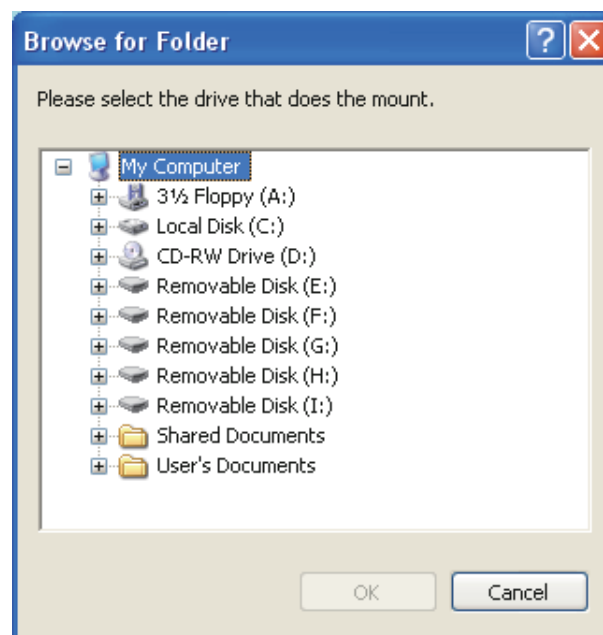 Browse for Folder
Please select the drive that does the mount.
My Computer
3½ Floppy (A:)
Local Disk (C:)
CD-RW Drive (D:)
Removable Disk (E:)
Removable Disk (F:)
Removable Disk (G:)
Removable Disk (H:)
Removable Disk (I:)
Shared Documents
User's Documents
OK Cancel